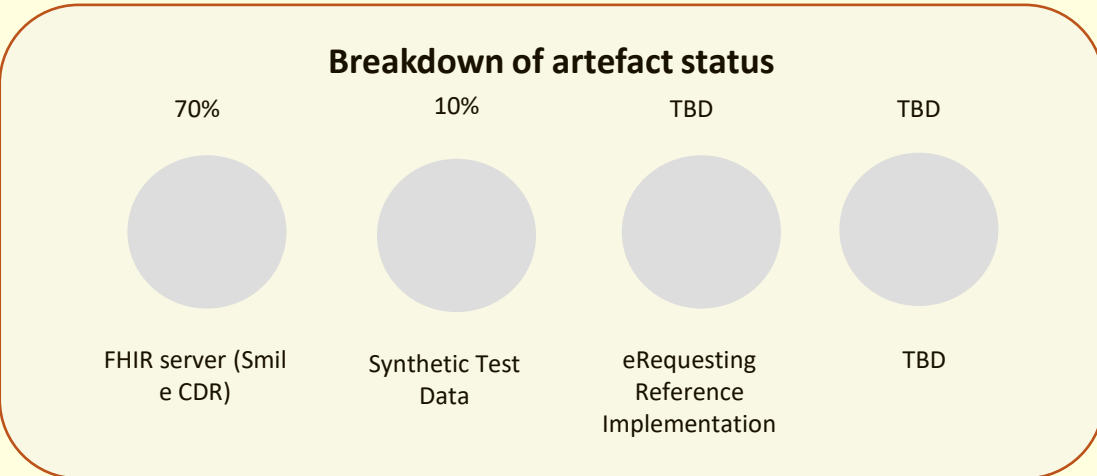 Breakdown of artefact status
70%
10%
TBD
TBD
FHIR server (Smil
e CDR)
Synthetic Test
Data
eRequesting
Reference
Implementation
TBD